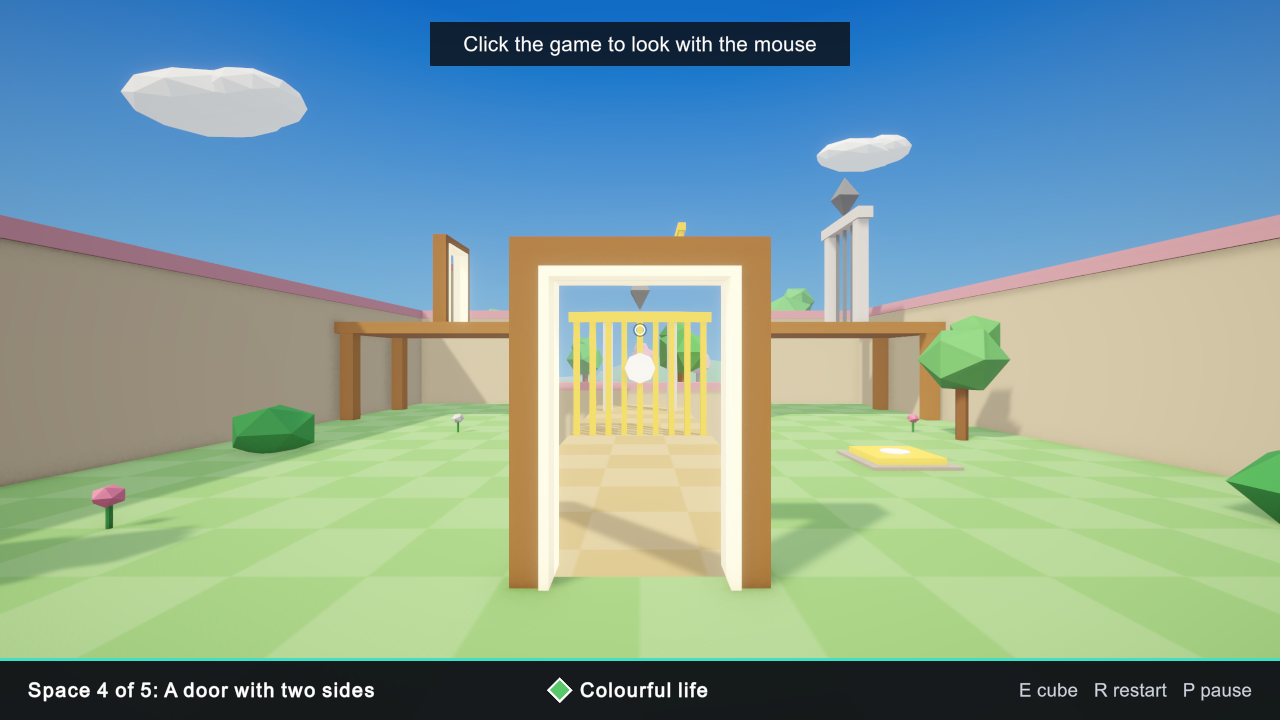 Click the game to look with the mouse
Space 4 of 5: A door with two sides
Colourful life
E cube R restart P pause